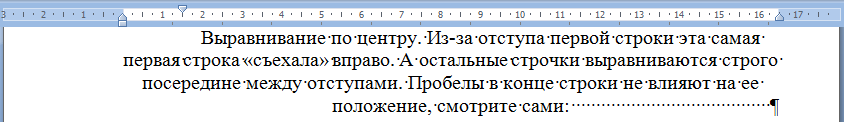 3 · 2 · 1 · 1 · 2 · 3 · 4 · 5 · 6 · 7 · 8 · 9 · 10 · 11 · 12 · 13 · 14 · 15 · 16 · 17 ·
Выравнивание·по·центру.·Из-за·отступа·первой·строки·эта·самая·
первая·строка·«съехала»·вправо.·А·остальные·строчки·выравниваются·строго·
посередине·между·отступами.·Пробелы·в·конце·строки·не·влияют·на·ее·
положение,·смотрите·сами:·······································¶